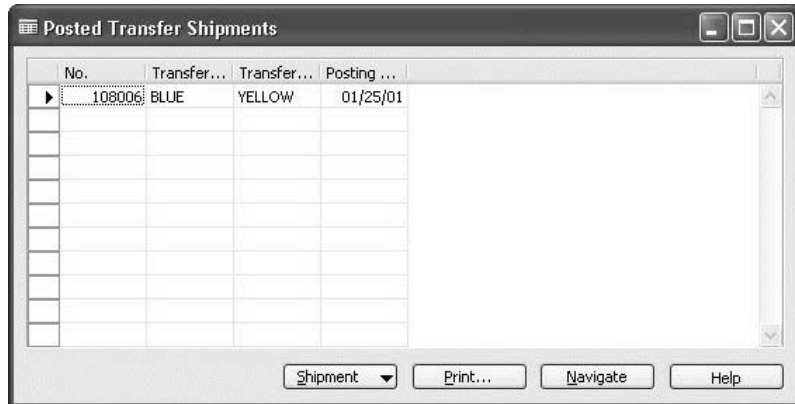 Posted Transfer Shipments
No. Transfer... Transfer... Posting ...
108006 BLUE YELLOW 01/25/01
Shipment Print... Navigate Help